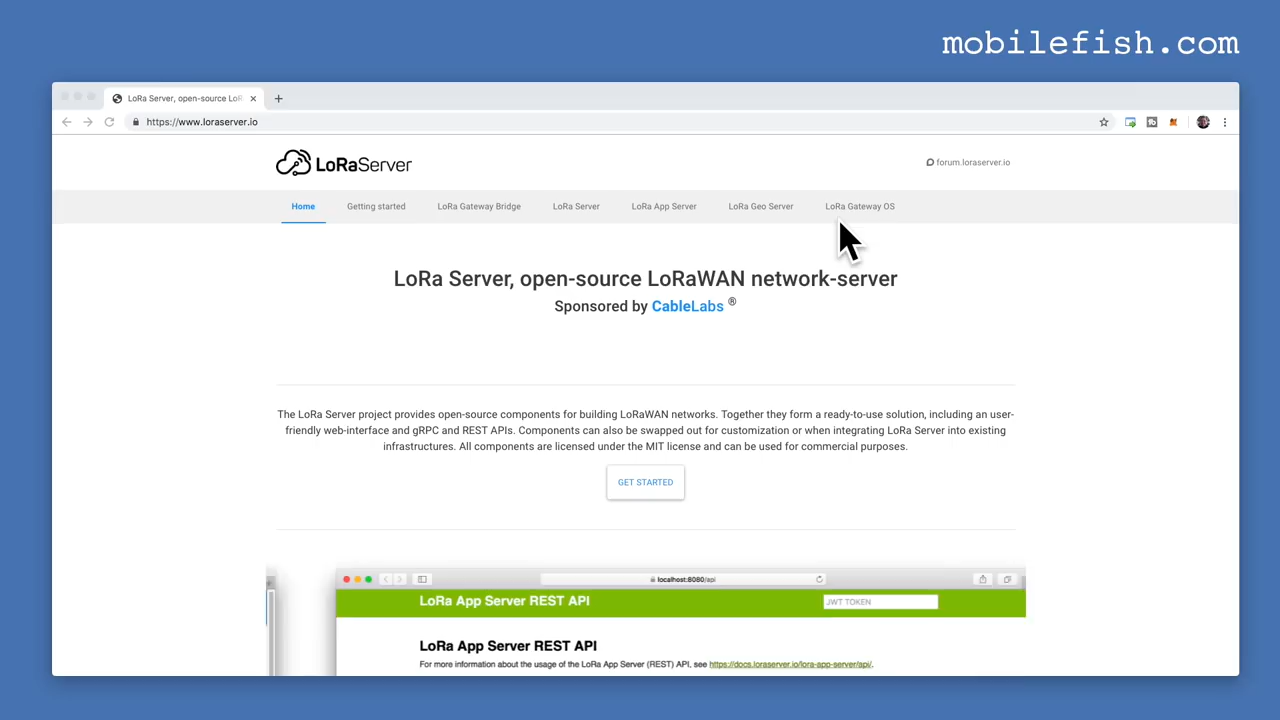 mobilefish.com
LoRa Server, open-source LoR
https://www.loraserver.io
LoRaServer
forum.loraserver.io
Home Getting started LoRa Gateway Bridge LoRa Server LoRa App Server LoRa Geo Server LoRa Gateway OS
LoRa Server, open-source LoRaWAN network-server
Sponsored by CableLabs ®
The LoRa Server project provides open-source components for building LoRaWAN networks. Together they form a ready-to-use solution, including an user-
friendly web-interface and gRPC and REST APIs. Components can also be swapped out for customization or when integrating LoRa Server into existing
infrastructures. All components are licensed under the MIT license and can be used for commercial purposes.
GET STARTED
localhost:8080/api
LoRa App Server REST API
JWT TOKEN
LoRa App Server REST API
For more information about the usage of the LoRa App Server (REST) API, see https://docs.loraserver.io/lora-app-server/api/.